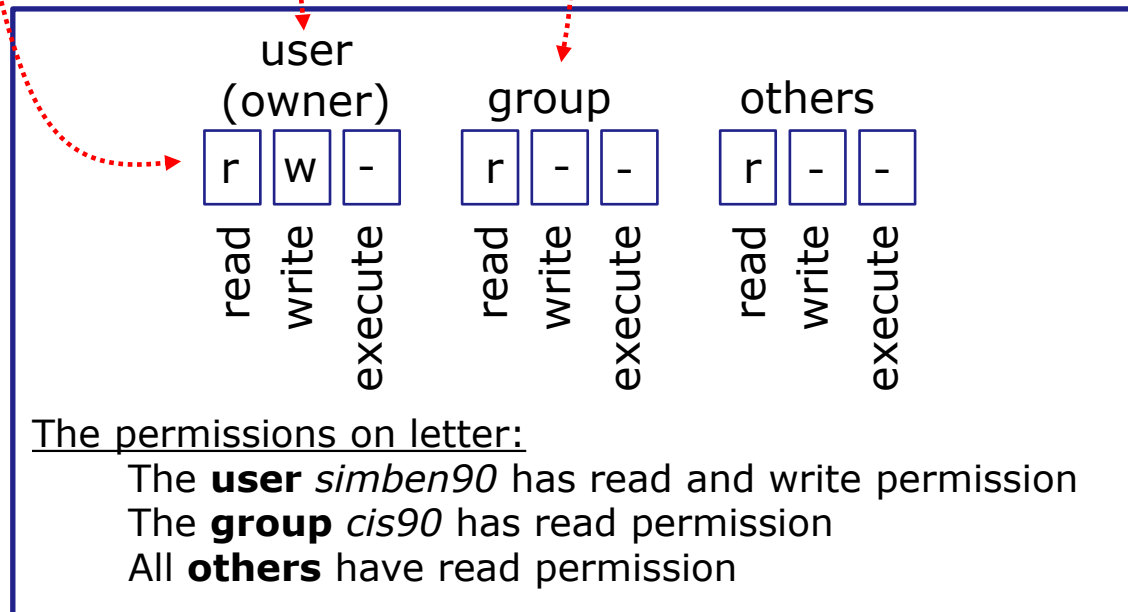 user
(owner) group others
r w - r - - r - -
read write execute read write execute read write execute
The permissions on letter:
The user simben90 has read and write permission
The group cis90 has read permission
All others have read permission